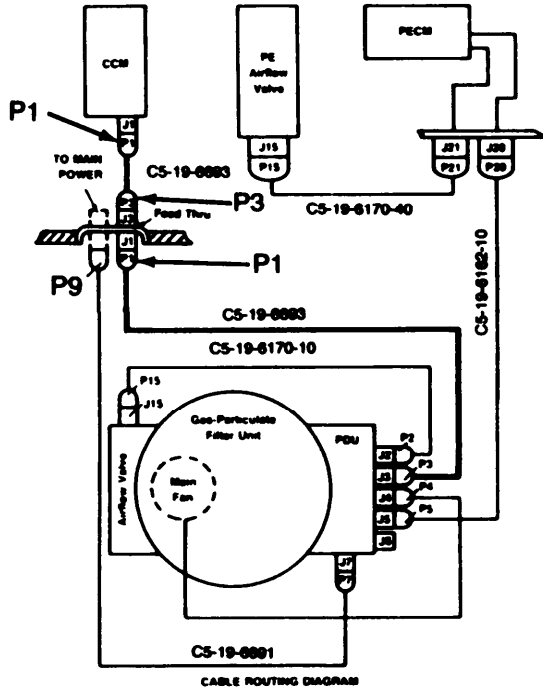 CCM
PE
Airflow
Valve
PECM
P1
J1
P1
TO MAIN
POWER
C5-19-6693
J15
P15
J21
P21
J20
P20
C5-19-6170-40
P3
Feed Thru
J1
P1
P9
C5-19-6693
C5-19-6162-10
C5-19-6170-10
P15
J15
Gas-Particulate
Filter Unit
PDU
P2
J2
P3
J3
P4
J4
P5
J5
J6
Airflow Valve
Main
Fan
J7
C5-19-6691
CABLE ROUTING DIAGRAM